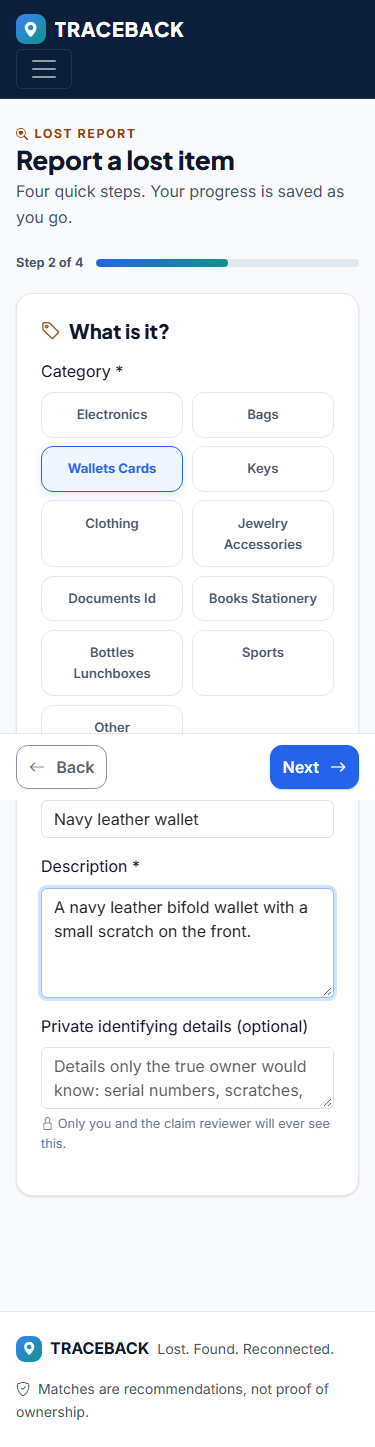 TRACEBACK
LOST REPORT
Report a lost item
Four quick steps. Your progress is saved as
you go.
Step 2 of 4
What is it?
Category *
Electronics
Bags
Wallets Cards
Keys
Clothing
Jewelry
Accessories
Documents Id
Books Stationery
Bottles
Lunchboxes
Sports
Other
Back
Next
Navy leather wallet
Description *
A navy leather bifold wallet with a
small scratch on the front.
Private identifying details (optional)
Details only the true owner would
know: serial numbers, scratches,
Only you and the claim reviewer will ever see
this.
TRACEBACK Lost. Found. Reconnected.
Matches are recommendations, not proof of
ownership.